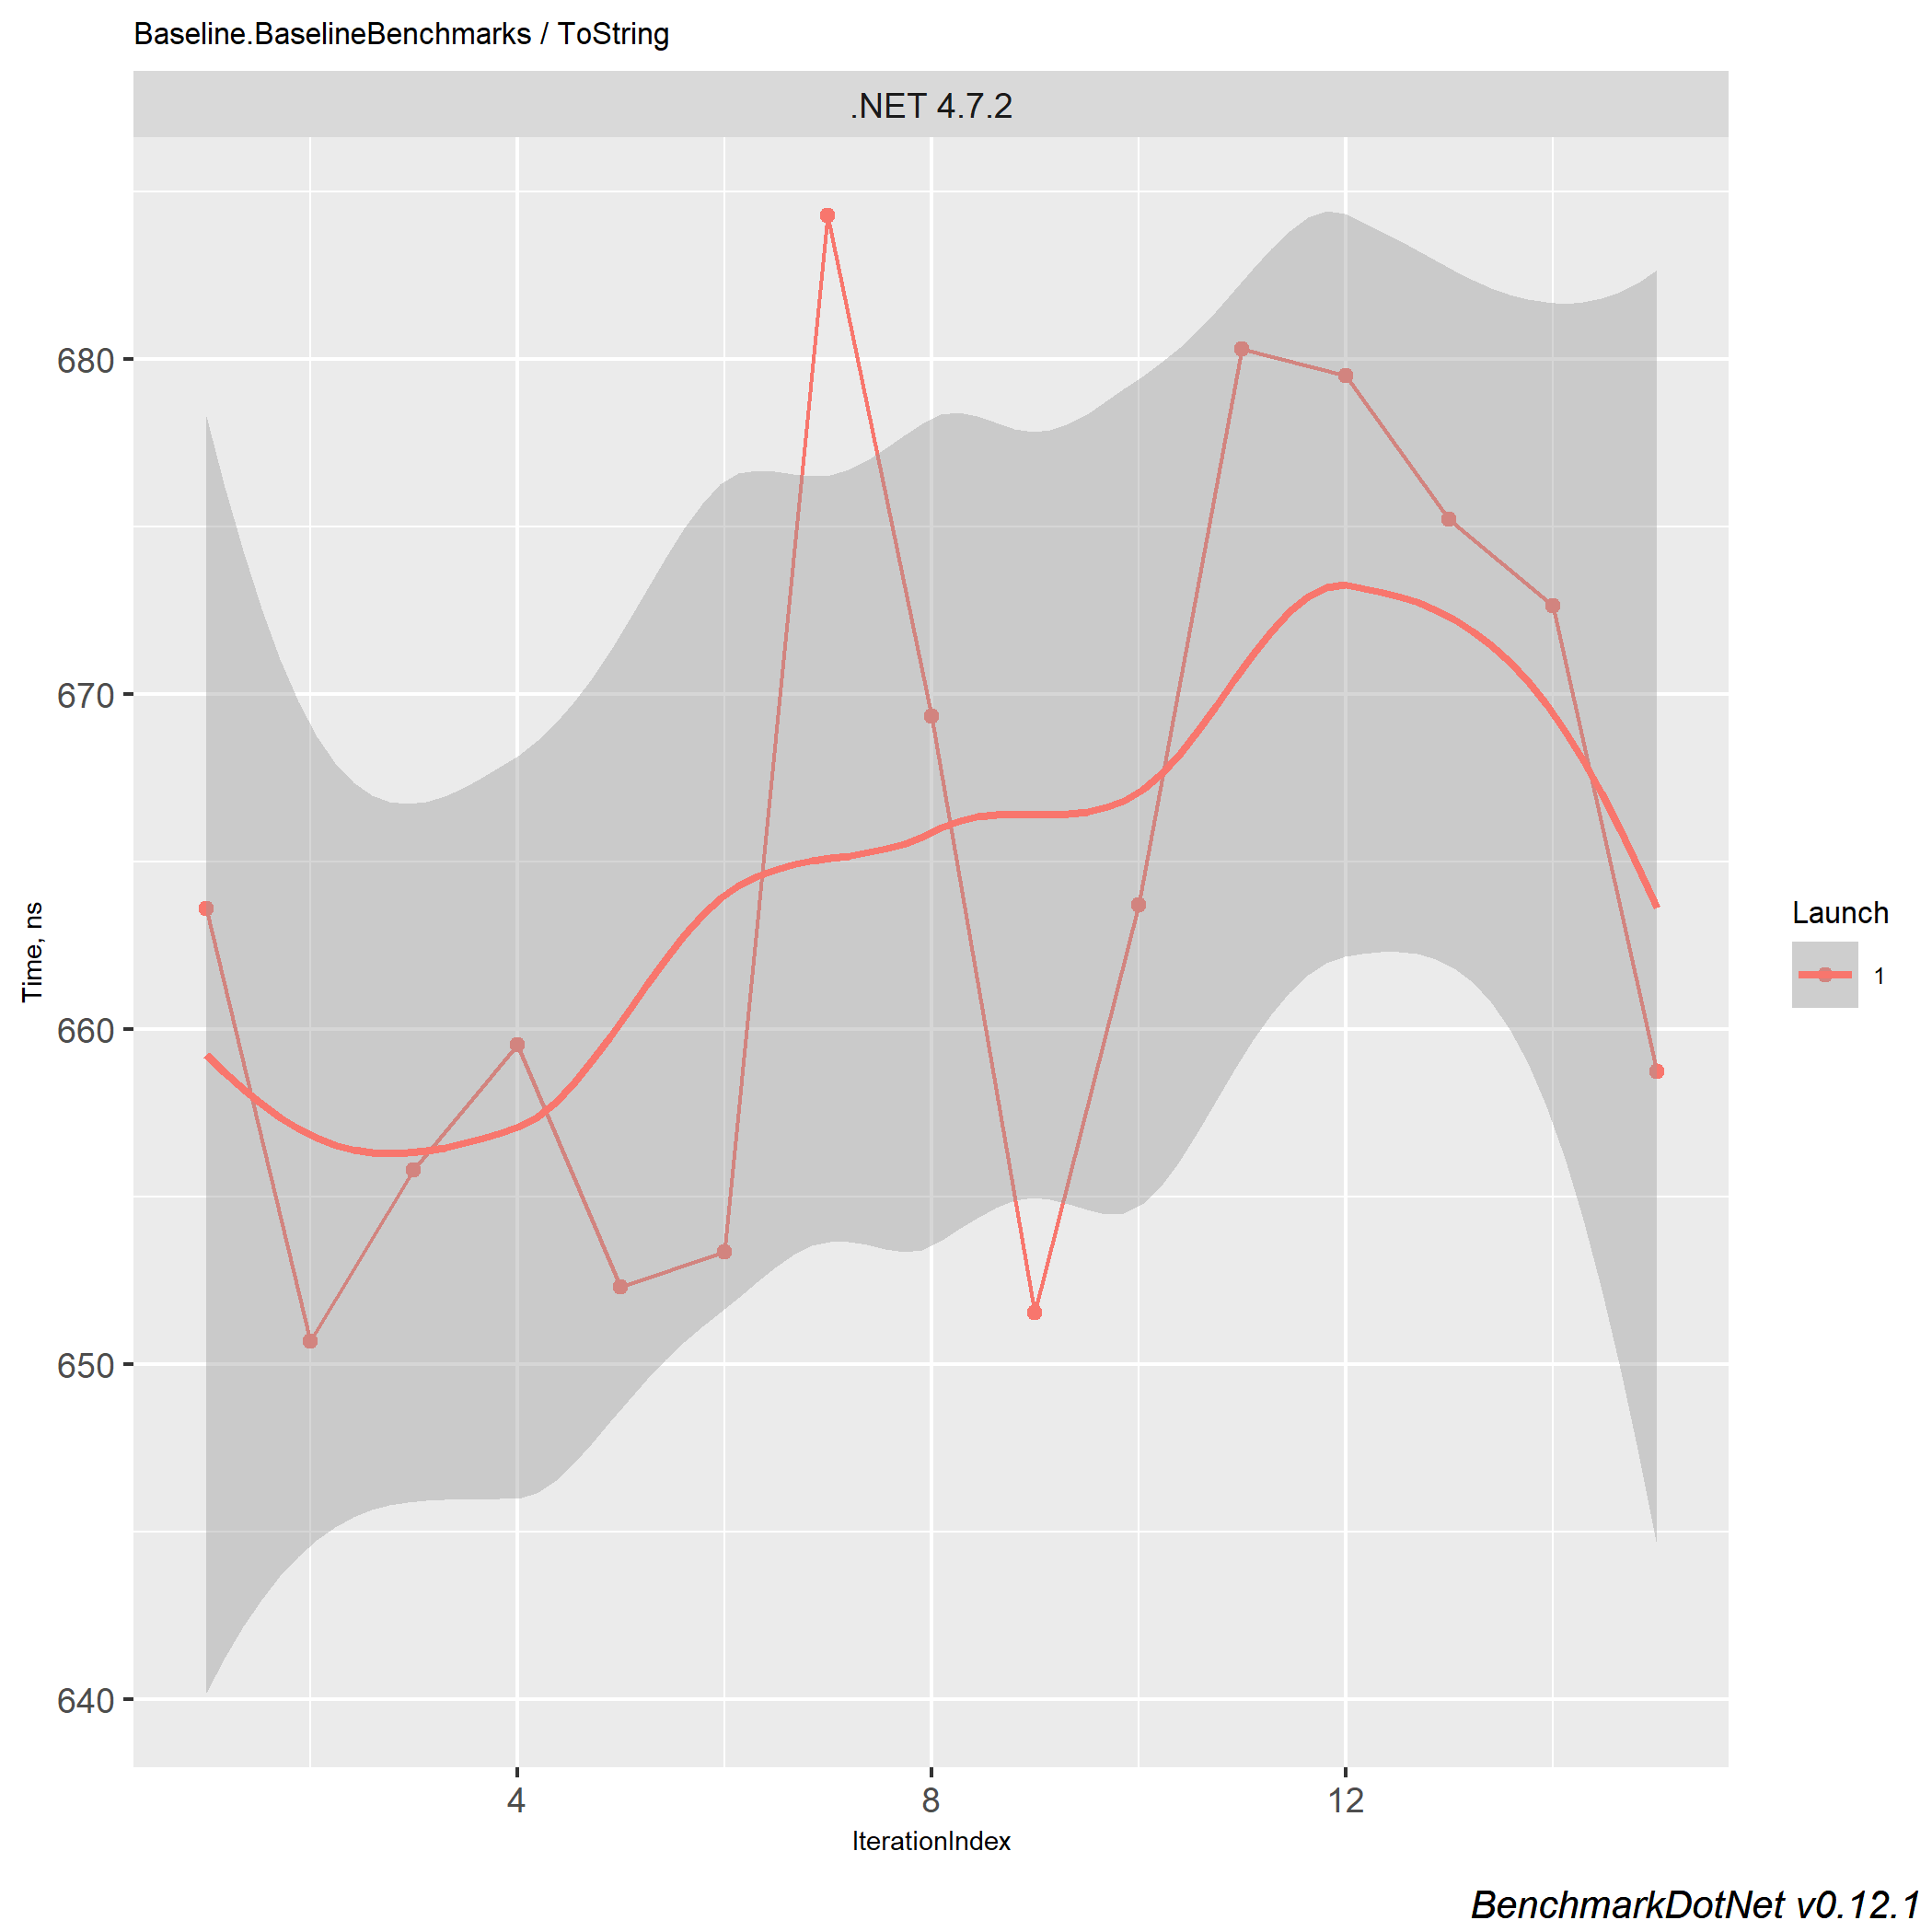 Baseline.BaselineBenchmarks / ToString
.NET 4.7.2
680
670
660
650
640
Time, ns
4
8
12
IterationIndex
Launch
1
BenchmarkDotNet v0.12.1